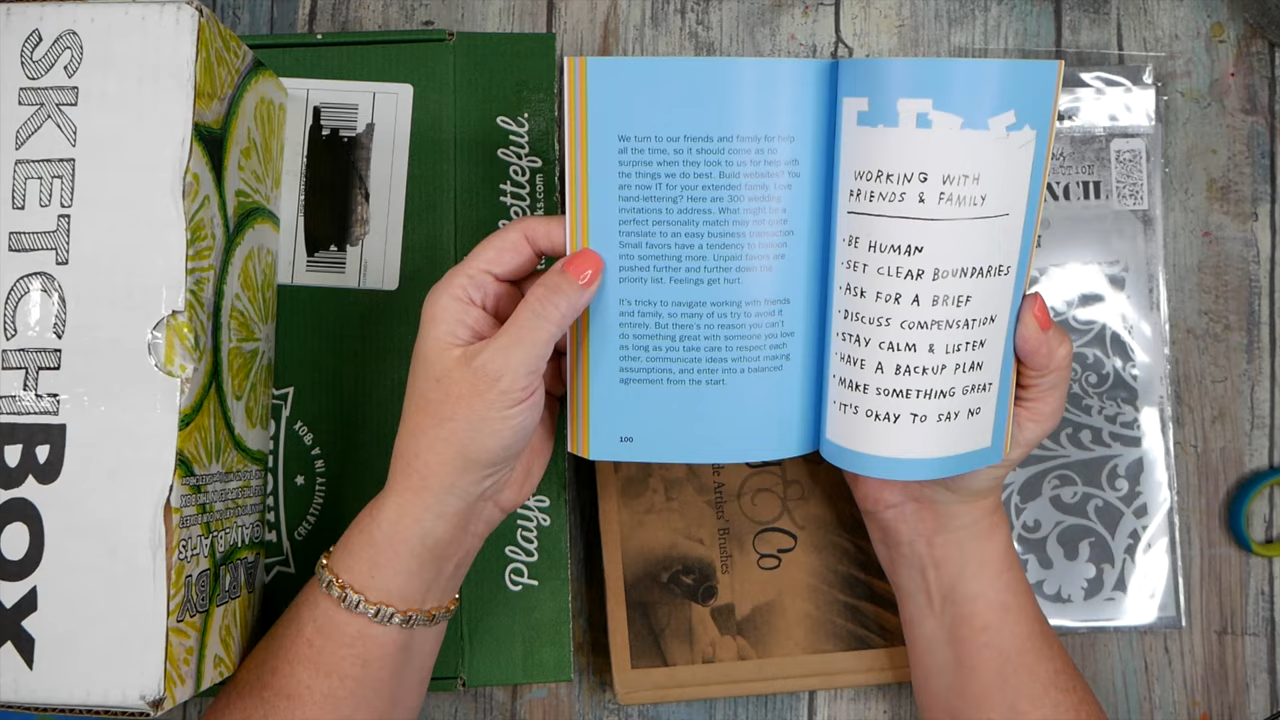 SKETCHBOX
ART BY
@Aly.B.Arts
CREATIVITY IN A BOX
We turn to our friends and family for help
all the time, so it should come as no
surprise when they look to us for help with
the things we do best. Build websites? You
are now IT for your extended family. Love
hand-lettering? Here are 300 wedding
invitations to address. What might be a
perfect personality match may not quite
translate to an easy business transaction.
Small favors have a tendency to balloon
into something more. Unpaid favors are
pushed further and further down the
priority list. Feelings get hurt.
It's tricky to navigate working with friends
and family, so many of us try to avoid it
entirely. But there's no reason you can't
do something great with someone you love
as long as you take care to respect each
other, communicate ideas without making
assumptions, and enter into a balanced
agreement from the start.
100
WORKING WITH
FRIENDS & FAMILY
• BE HUMAN
• SET CLEAR BOUNDARIES
• ASK FOR A BRIEF
• DISCUSS COMPENSATION
• STAY CALM & LISTEN
• HAVE A BACKUP PLAN
• MAKE SOMETHING GREAT
• IT'S OKAY TO SAY NO
& Co
Artists' Brushes